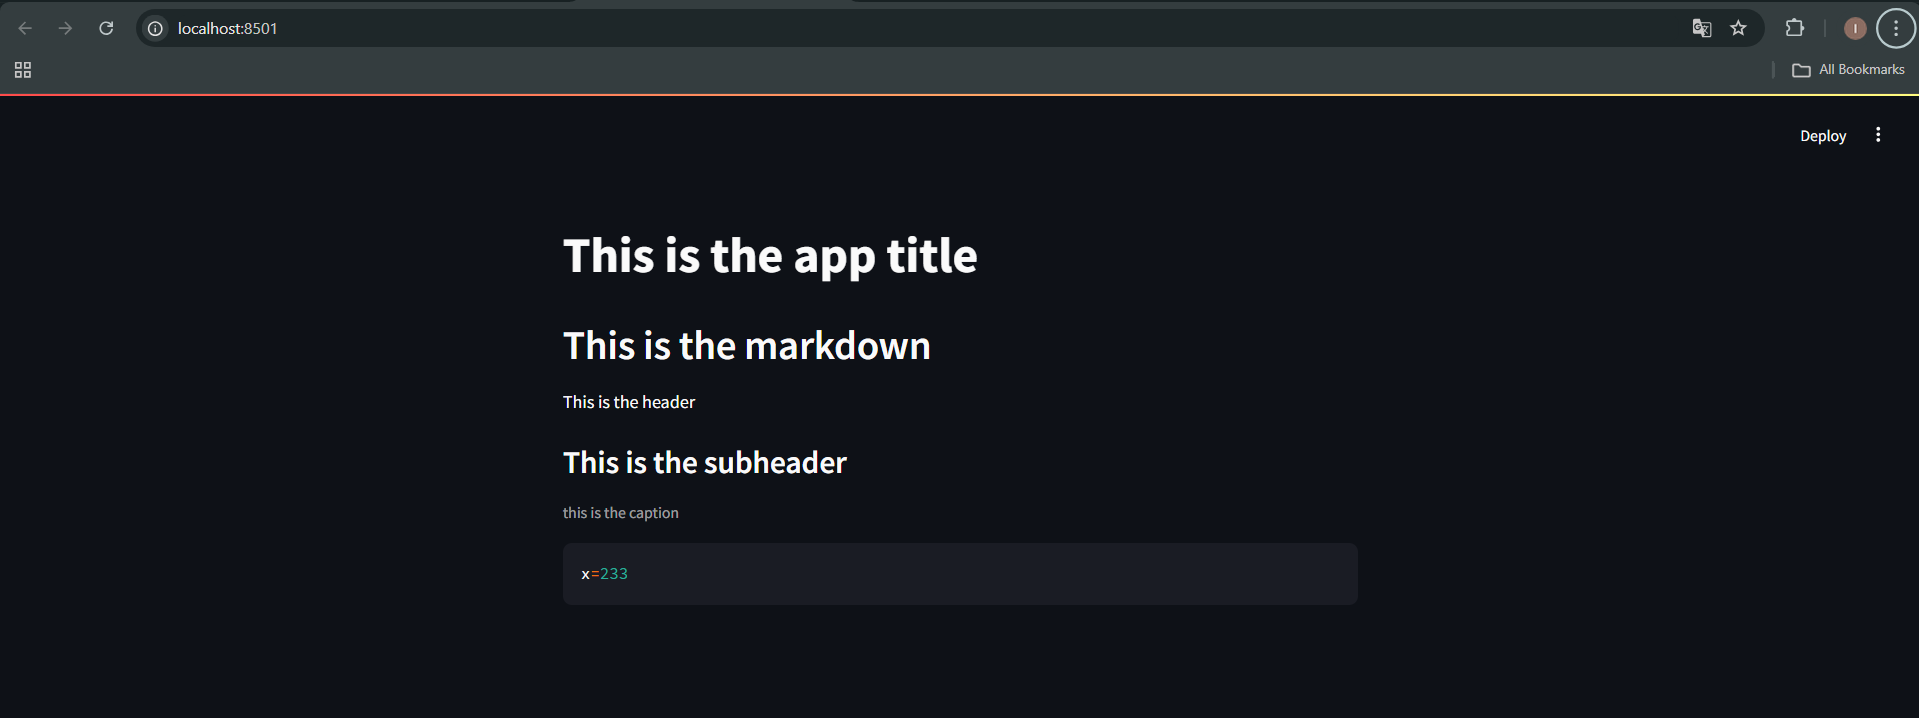 localhost:8501
All Bookmarks
I
Deploy
This is the app title
This is the markdown
This is the header
This is the subheader
this is the caption
x=233